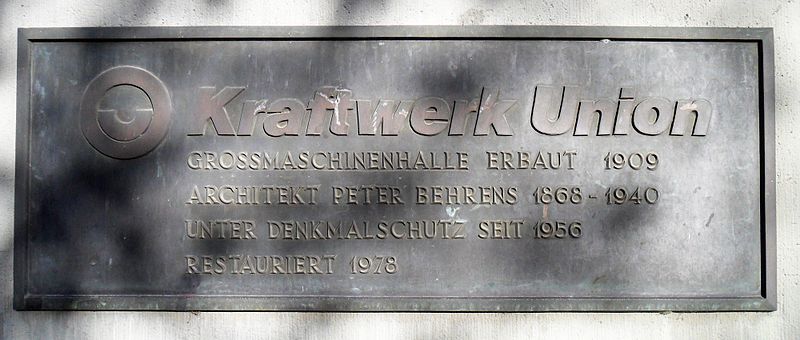 Kraftwerk Union
GROSSMASCHINENHALLE ERBAUT 1909
ARCHITEKT PETER BEHRENS 1868 - 1940
UNTER DENKMALSCHUTZ SEIT 1956
RESTAURIERT 1978